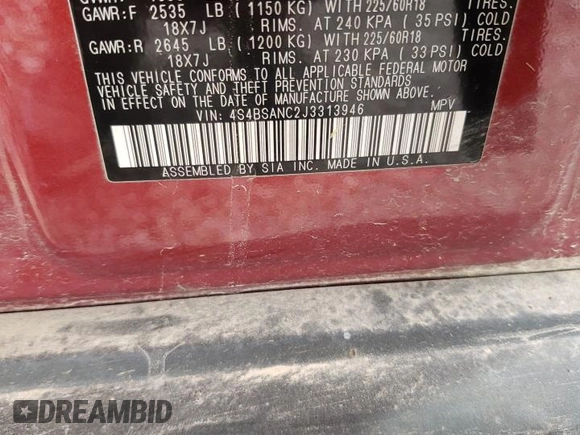 GAWR:F 2535 LB (1150 KG) WITH 225/60R18 TIRES.
18X7J RIMS. AT 240 KPA (35 PSI) COLD
GAWR:R 2645 LB (1200 KG) WITH 225/60R18 TIRES.
18X7J RIMS. AT 230 KPA (33 PSI) COLD
THIS VEHICLE CONFORMS TO ALL APPLICABLE FEDERAL MOTOR
VEHICLE SAFETY, BUMPER, AND THEFT PREVENTION STANDARDS
IN EFFECT ON THE DATE OF MANUFACTURE SHOWN ABOVE.
VIN: 4S4BSANC2J3313946 MPV
ASSEMBLED BY SIA INC. MADE IN U.S.A.
DREAMBID